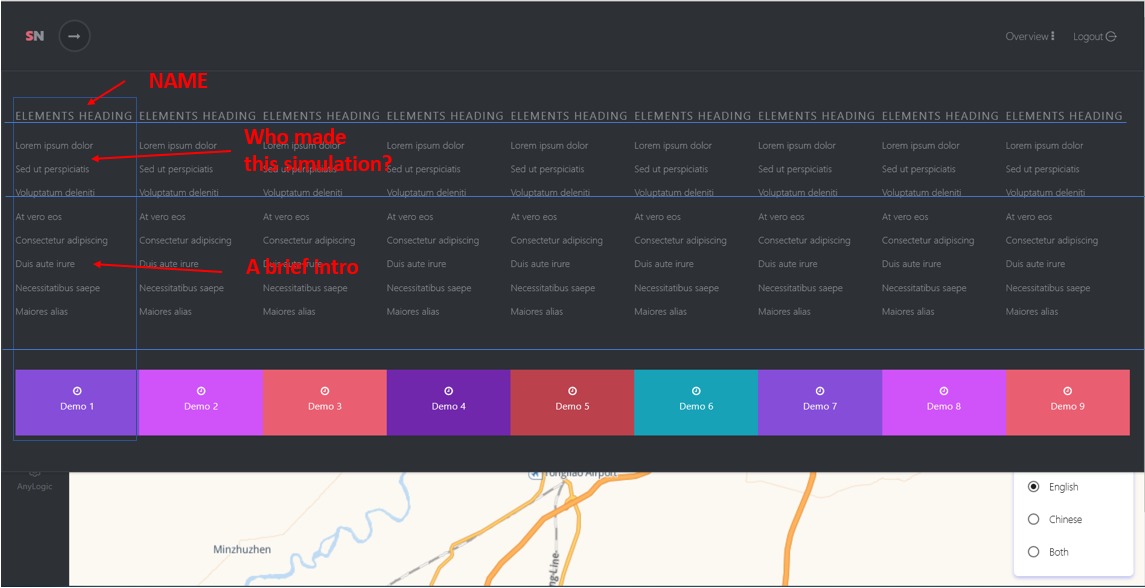 SN
Overview
Logout
NAME
ELEMENTS HEADING ELEMENTS HEADING ELEMENTS HEADING ELEMENTS HEADING ELEMENTS HEADING ELEMENTS HEADING ELEMENTS HEADING ELEMENTS HEADING ELEMENTS HEADING
Who made
this simulation?
Lorem ipsum dolor Lorem ipsum dolor Lorem ipsum dolor Lorem ipsum dolor Lorem ipsum dolor Lorem ipsum dolor Lorem ipsum dolor Lorem ipsum dolor Lorem ipsum dolor
Sed ut perspiciatis Sed ut perspiciatis Sed ut perspiciatis Sed ut perspiciatis Sed ut perspiciatis Sed ut perspiciatis Sed ut perspiciatis Sed ut perspiciatis Sed ut perspiciatis
Voluptatum deleniti Voluptatum deleniti Voluptatum deleniti Voluptatum deleniti Voluptatum deleniti Voluptatum deleniti Voluptatum deleniti Voluptatum deleniti Voluptatum deleniti
At vero eos At vero eos At vero eos At vero eos At vero eos At vero eos At vero eos At vero eos At vero eos
Consectetur adipiscing Consectetur adipiscing Consectetur adipiscing Consectetur adipiscing Consectetur adipiscing Consectetur adipiscing Consectetur adipiscing Consectetur adipiscing Consectetur adipiscing
A brief intro
Duis aute irure Duis aute irure Duis aute irure Duis aute irure Duis aute irure Duis aute irure Duis aute irure Duis aute irure Duis aute irure
Necessitatibus saepe Necessitatibus saepe Necessitatibus saepe Necessitatibus saepe Necessitatibus saepe Necessitatibus saepe Necessitatibus saepe Necessitatibus saepe Necessitatibus saepe
Maiores alias Maiores alias Maiores alias Maiores alias Maiores alias Maiores alias Maiores alias Maiores alias Maiores alias
Demo 1 Demo 2 Demo 3 Demo 4 Demo 5 Demo 6 Demo 7 Demo 8 Demo 9
AnyLogic
Tongliao Airport
English
Chinese
Both
Minzhuzhen